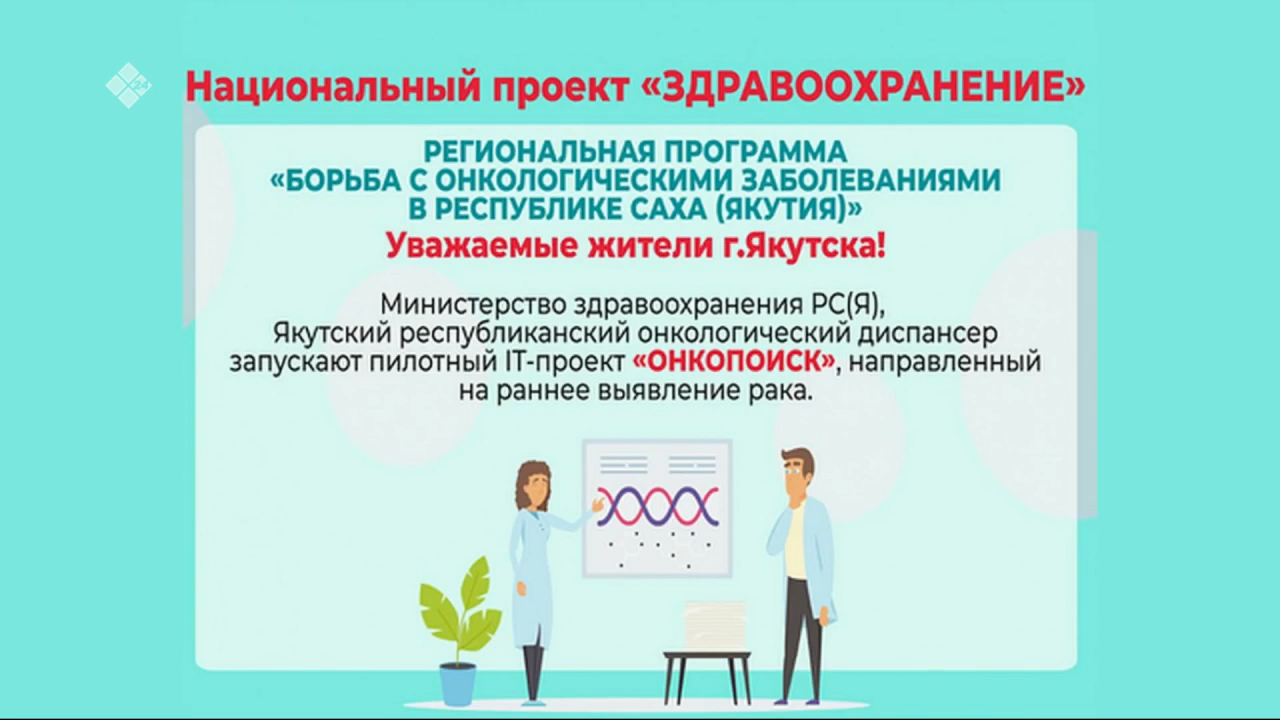 Национальный проект «ЗДРАВООХРАНЕНИЕ»
РЕГИОНАЛЬНАЯ ПРОГРАММА
«БОРЬБА С ОНКОЛОГИЧЕСКИМИ ЗАБОЛЕВАНИЯМИ
В РЕСПУБЛИКЕ САХА (ЯКУТИЯ)»
Уважаемые жители г.Якутска!
Министерство здравоохранения РС(Я),
Якутский республиканский онкологический диспансер
запускают пилотный IT-проект «ОНКОПОИСК», направленный
на раннее выявление рака.